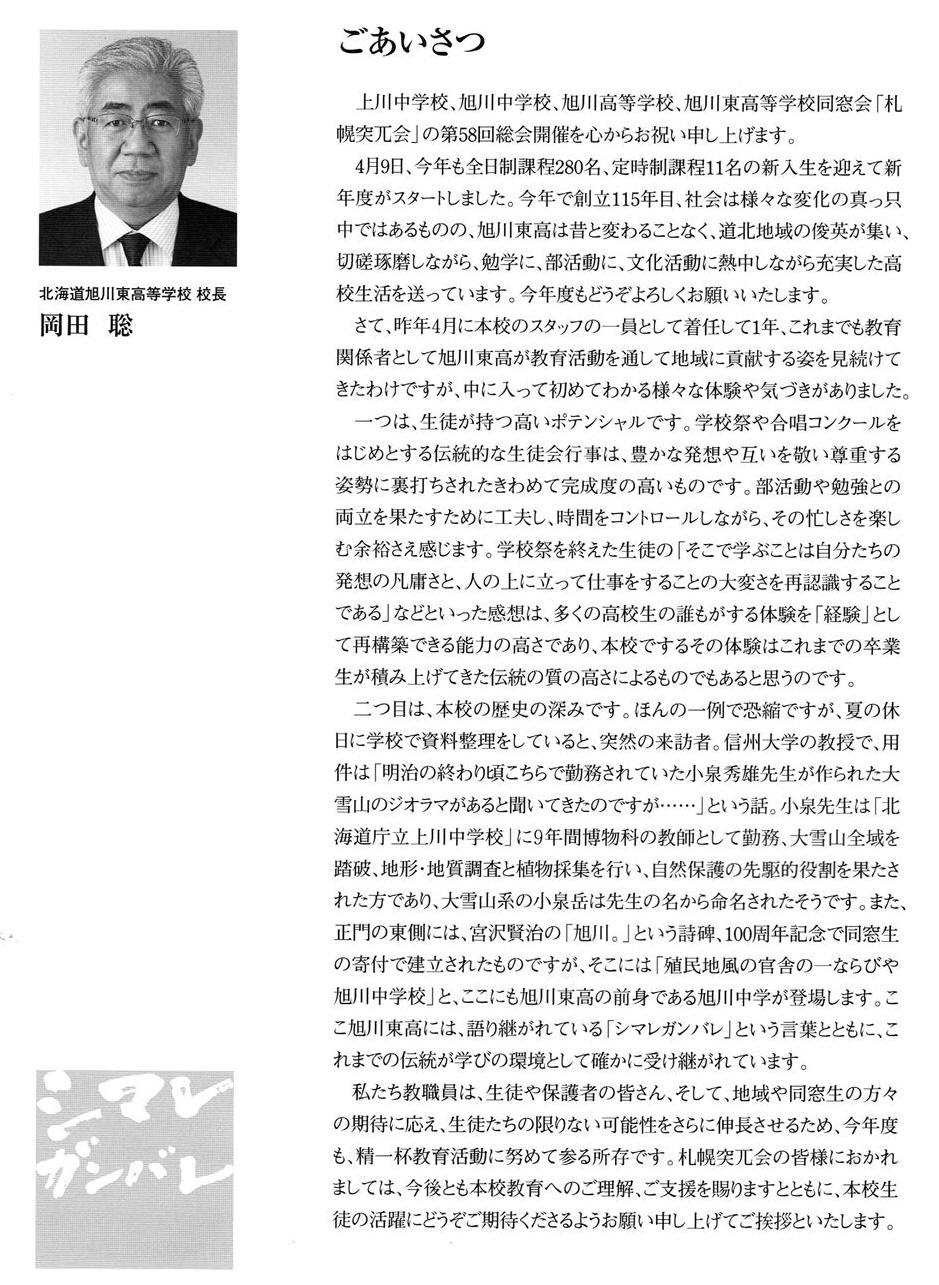 ごあいさつ
上川中学校、旭川中学校、旭川高等学校、旭川東高等学校同窓会「札
幌突兀会」の第58回総会開催を心からお祝い申し上げます。
4月9日、今年も全日制課程280名、定時制課程11名の新入生を迎えて新
年度がスタートしました。今年で創立115年目、社会は様々な変化の真っ只
中ではあるものの、旭川東高は昔と変わることなく、道北地域の俊英が集い、
切磋琢磨しながら、勉学に、部活動に、文化活動に熱中しながら充実した高
校生活を送っています。今年度もどうぞよろしくお願いいたします。
さて、昨年4月に本校のスタッフの一員として着任して1年、これまでも教育
関係者として旭川東高が教育活動を通して地域に貢献する姿を見続けて
きたわけですが、中に入って初めてわかる様々な体験や気づきがありました。
一つは、生徒が持つ高いポテンシャルです。学校祭や合唱コンクールを
はじめとする伝統的な生徒会行事は、豊かな発想や互いを敬い尊重する
姿勢に裏打ちされたきわめて完成度の高いものです。部活動や勉強との
両立を果たすために工夫し、時間をコントロールしながら、その忙しさを楽し
む余裕さえ感じます。学校祭を終えた生徒の「そこで学ぶことは自分たちの
発想の凡庸さと、人の上に立って仕事をすることの大変さを再認識すること
である」などといった感想は、多くの高校生の誰もがする体験を「経験」とし
て再構築できる能力の高さであり、本校でするその体験はこれまでの卒業
生が積み上げてきた伝統の質の高さによるものでもあると思うのです。
二つ目は、本校の歴史の深みです。ほんの一例で恐縮ですが、夏の休
日に学校で資料整理をしていると、突然の来訪者。信州大学の教授で、用
件は「明治の終わり頃こちらで勤務されていた小泉秀雄先生が作られた大
雪山のジオラマがあると聞いてきたのですが……」という話。小泉先生は「北
海道庁立上川中学校」に9年間博物科の教師として勤務、大雪山全域を
踏破、地形・地質調査と植物採集を行い、自然保護の先駆的役割を果たさ
れた方であり、大雪山系の小泉岳は先生の名から命名されたそうです。また、
正門の東側には、宮沢賢治の「旭川。」という詩碑、100周年記念で同窓生
の寄付で建立されたものですが、そこには「殖民地風の官舎の一ならびや
旭川中学校」と、ここにも旭川東高の前身である旭川中学が登場します。こ
こ旭川東高には、語り継がれている「シマレガンバレ」という言葉とともに、こ
れまでの伝統が学びの環境として確かに受け継がれています。
私たち教職員は、生徒や保護者の皆さん、そして、地域や同窓生の方々
の期待に応え、生徒たちの限りない可能性をさらに伸長させるため、今年度
も、精一杯教育活動に努めて参る所存です。札幌突兀会の皆様におかれ
ましては、今後とも本校教育へのご理解、ご支援を賜りますとともに、本校生
徒の活躍にどうぞご期待くださるようお願い申し上げてご挨拶といたします。
北海道旭川東高等学校 校長
岡田 聡
シマレ
ガンバレ